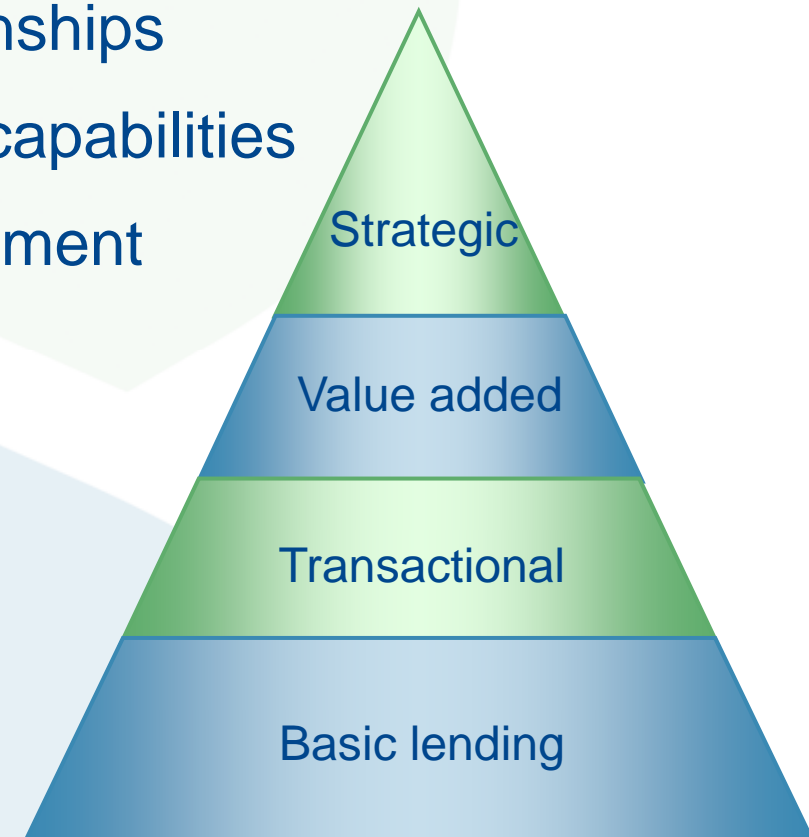 nships
capabilities
ment
Strategic
Value added
Transactional
Basic lending